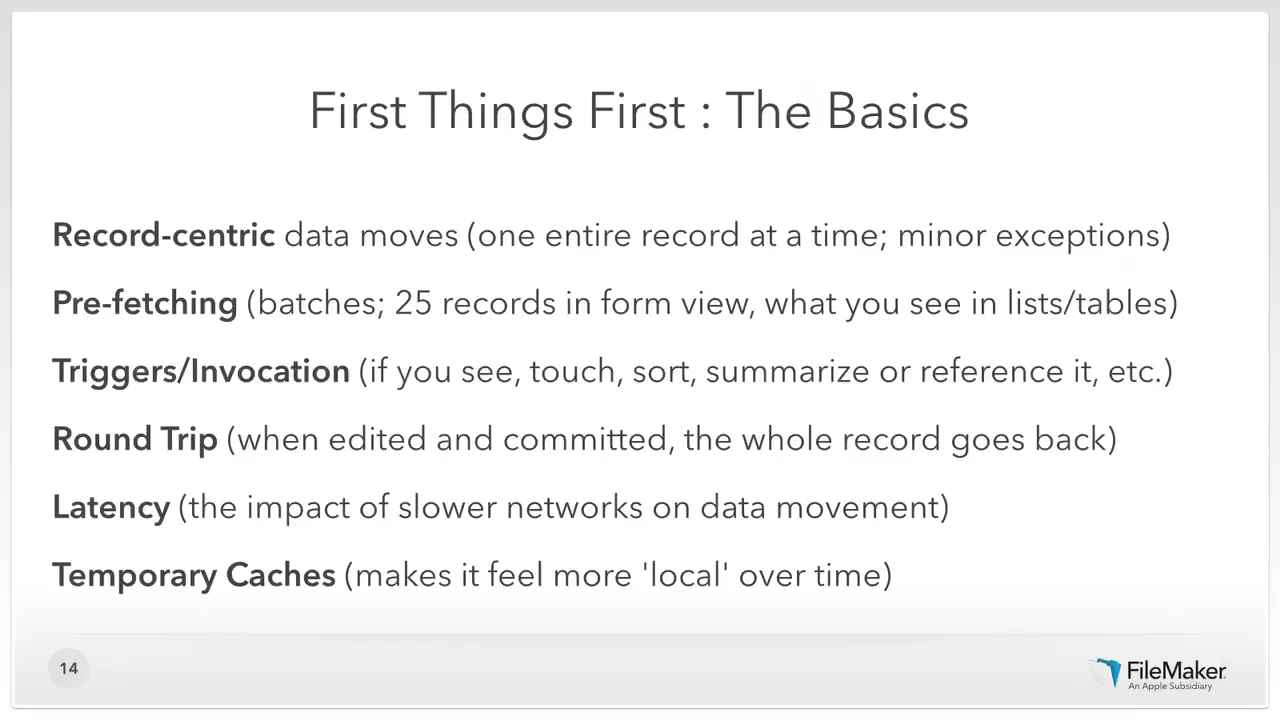 First Things First : The Basics
Record-centric data moves (one entire record at a time; minor exceptions)
Pre-fetching (batches; 25 records in form view, what you see in lists/tables)
Triggers/Invocation (if you see, touch, sort, summarize or reference it, etc.)
Round Trip (when edited and committed, the whole record goes back)
Latency (the impact of slower networks on data movement)
Temporary Caches (makes it feel more 'local' over time)
14
FileMaker
An Apple Subsidiary